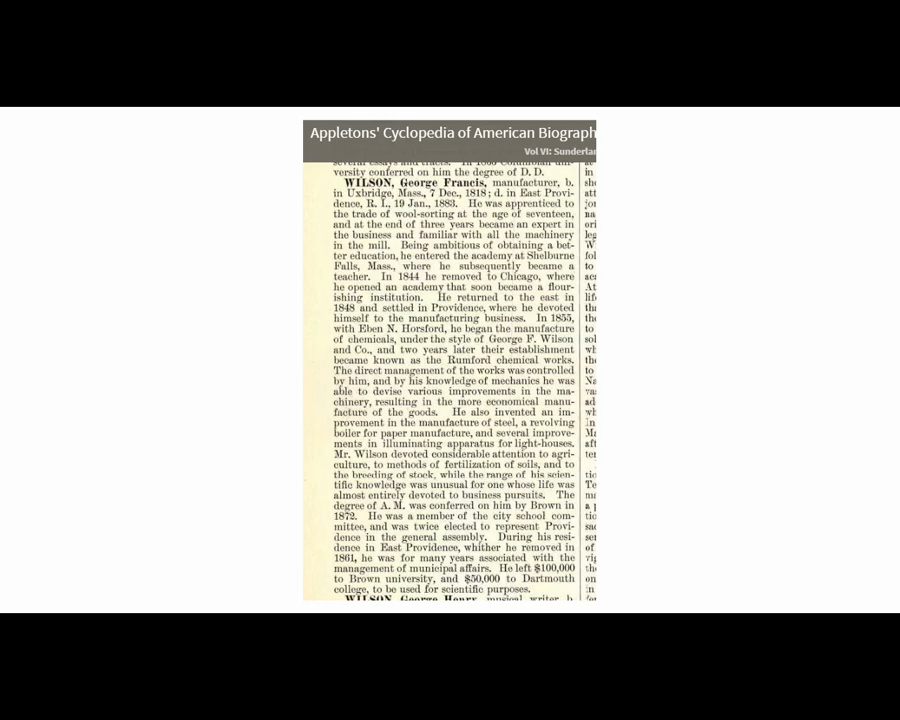 Appletons' Cyclopedia of American Biograph
Vol VI: Sunderlan
several essays and tracts. In 1886 Columbian uni-
versity conferred on him the degree of D. D.
WILSON, George Francis, manufacturer, b.
in Uxbridge, Mass., 7 Dec., 1818; d. in East Provi-
dence, R. I., 19 Jan., 1883. He was apprenticed to
the trade of wool-sorting at the age of seventeen,
and at the end of three years became an expert in
the business and familiar with all the machinery
in the mill. Being ambitious of obtaining a bet-
ter education, he entered the academy at Shelburne
Falls, Mass., where he subsequently became a
teacher. In 1844 he removed to Chicago, where
he opened an academy that soon became a flour-
ishing institution. He returned to the east in
1848 and settled in Providence, where he devoted
himself to the manufacturing business. In 1855,
with Eben N. Horsford, he began the manufacture
of chemicals, under the style of George F. Wilson
and Co., and two years later their establishment
became known as the Rumford chemical works.
The direct management of the works was controlled
by him, and by his knowledge of mechanics he was
able to devise various improvements in the ma-
chinery, resulting in the more economical manu-
facture of the goods. He also invented an im-
provement in the manufacture of steel, a revolving
boiler for paper manufacture, and several improve-
ments in illuminating apparatus for light-houses.
Mr. Wilson devoted considerable attention to agri-
culture, to methods of fertilization of soils, and to
the breeding of stock, while the range of his scien-
tific knowledge was unusual for one whose life was
almost entirely devoted to business pursuits. The
degree of A. M. was conferred on him by Brown in
1872. He was a member of the city school com-
mittee, and was twice elected to represent Provi-
dence in the general assembly. During his resi-
dence in East Providence, whither he removed in
1861, he was for many years associated with the
management of municipal affairs. He left $100,000
to Brown university, and $50,000 to Dartmouth
college, to be used for scientific purposes.
WILSON, George Henry, musical writer, b.